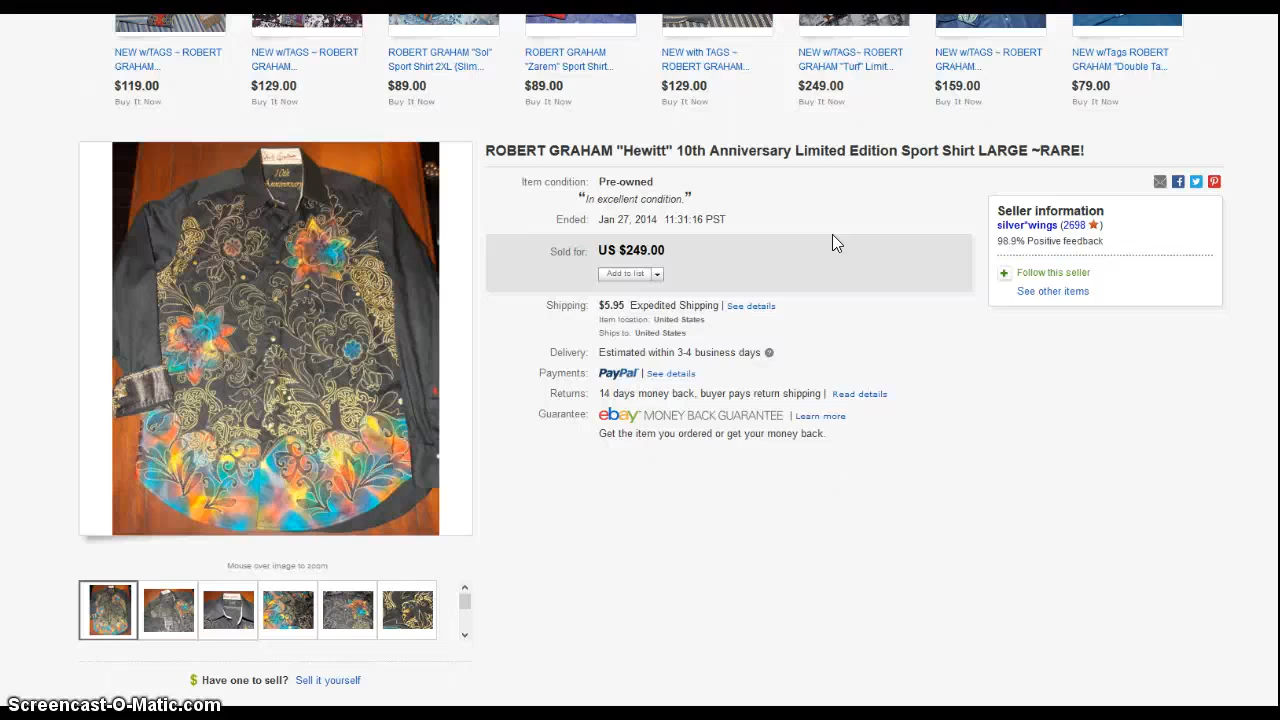 NEW w/TAGS ~ ROBERT GRAHAM...
$119.00
Buy It Now
NEW w/TAGS ~ ROBERT GRAHAM...
$129.00
Buy It Now
ROBERT GRAHAM "Sol" Sport Shirt 2XL {Slim...
$89.00
Buy It Now
ROBERT GRAHAM "Zarem" Sport Shirt...
$89.00
Buy It Now
NEW with TAGS ~ ROBERT GRAHAM...
$129.00
Buy It Now
NEW w/TAGS~ ROBERT GRAHAM "Turf" Limit...
$249.00
Buy It Now
NEW w/TAGS ~ ROBERT GRAHAM...
$159.00
Buy It Now
NEW w/Tags ROBERT GRAHAM "Double Ta...
$79.00
Buy It Now
ROBERT GRAHAM "Hewitt" 10th Anniversary Limited Edition Sport Shirt LARGE ~RARE!
Item condition: Pre-owned
"In excellent condition."
Ended: Jan 27, 2014 11:31:16 PST
Sold for: US $249.00
Add to list
Shipping: $5.95 Expedited Shipping | See details
Item location: United States
Ships to: United States
Delivery: Estimated within 3-4 business days
Payments: PayPal | See details
Returns: 14 days money back, buyer pays return shipping | Read details
Guarantee: ebay MONEY BACK GUARANTEE | Learn more
Get the item you ordered or get your money back.
Seller information
silver*wings (2698)
98.9% Positive feedback
Follow this seller
See other items
10th
Anniversary
Mouse over image to zoom
$ Have one to sell? Sell it yourself
Screencast-O-Matic.com